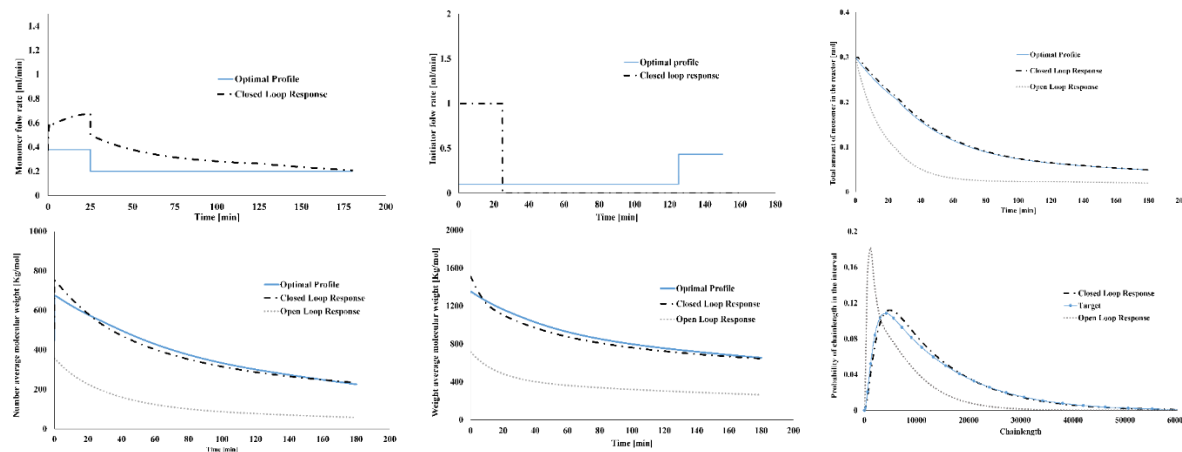 Monomer folw rate [ml/min]
1.4
1.2
1
0.8
0.6
0.4
0.2
0
0 25 50 75 100 125 150 175 200
Time [min]
Optimal Profile
Closed Loop Response
Initiator folw rate [ml/min]
2
1.5
1
0.5
0
0 20 40 60 80 100 120 140 160 180
Time [min]
Optimal profile
Closed loop response
Total amount of monomer in the reactor [mol]
0.4
0.3
0.2
0.1
0
0 20 40 60 80 100 120 140 160 180 200
Time [min]
Optimal Profile
Closed Loop Response
Open Loop Response
Number average molecular weight [Kg/mol]
1000
800
600
400
200
0
0 20 40 60 80 100 120 140 160 180 200
Time [min]
Optimal Profile
Closed Loop Response
Open Loop Response
Weight average molecular weight [Kg/mol]
2000
1600
1200
800
400
0
0 20 40 60 80 100 120 140 160 180 200
Time [min]
Optimal Profile
Closed Loop Response
Open Loop Response
Probability of chainlength in the interval
0.2
0.16
0.12
0.08
0.04
0
0 10000 20000 30000 40000 50000 6000
Chainlength
Closed Loop Response
Target
Open Loop Response